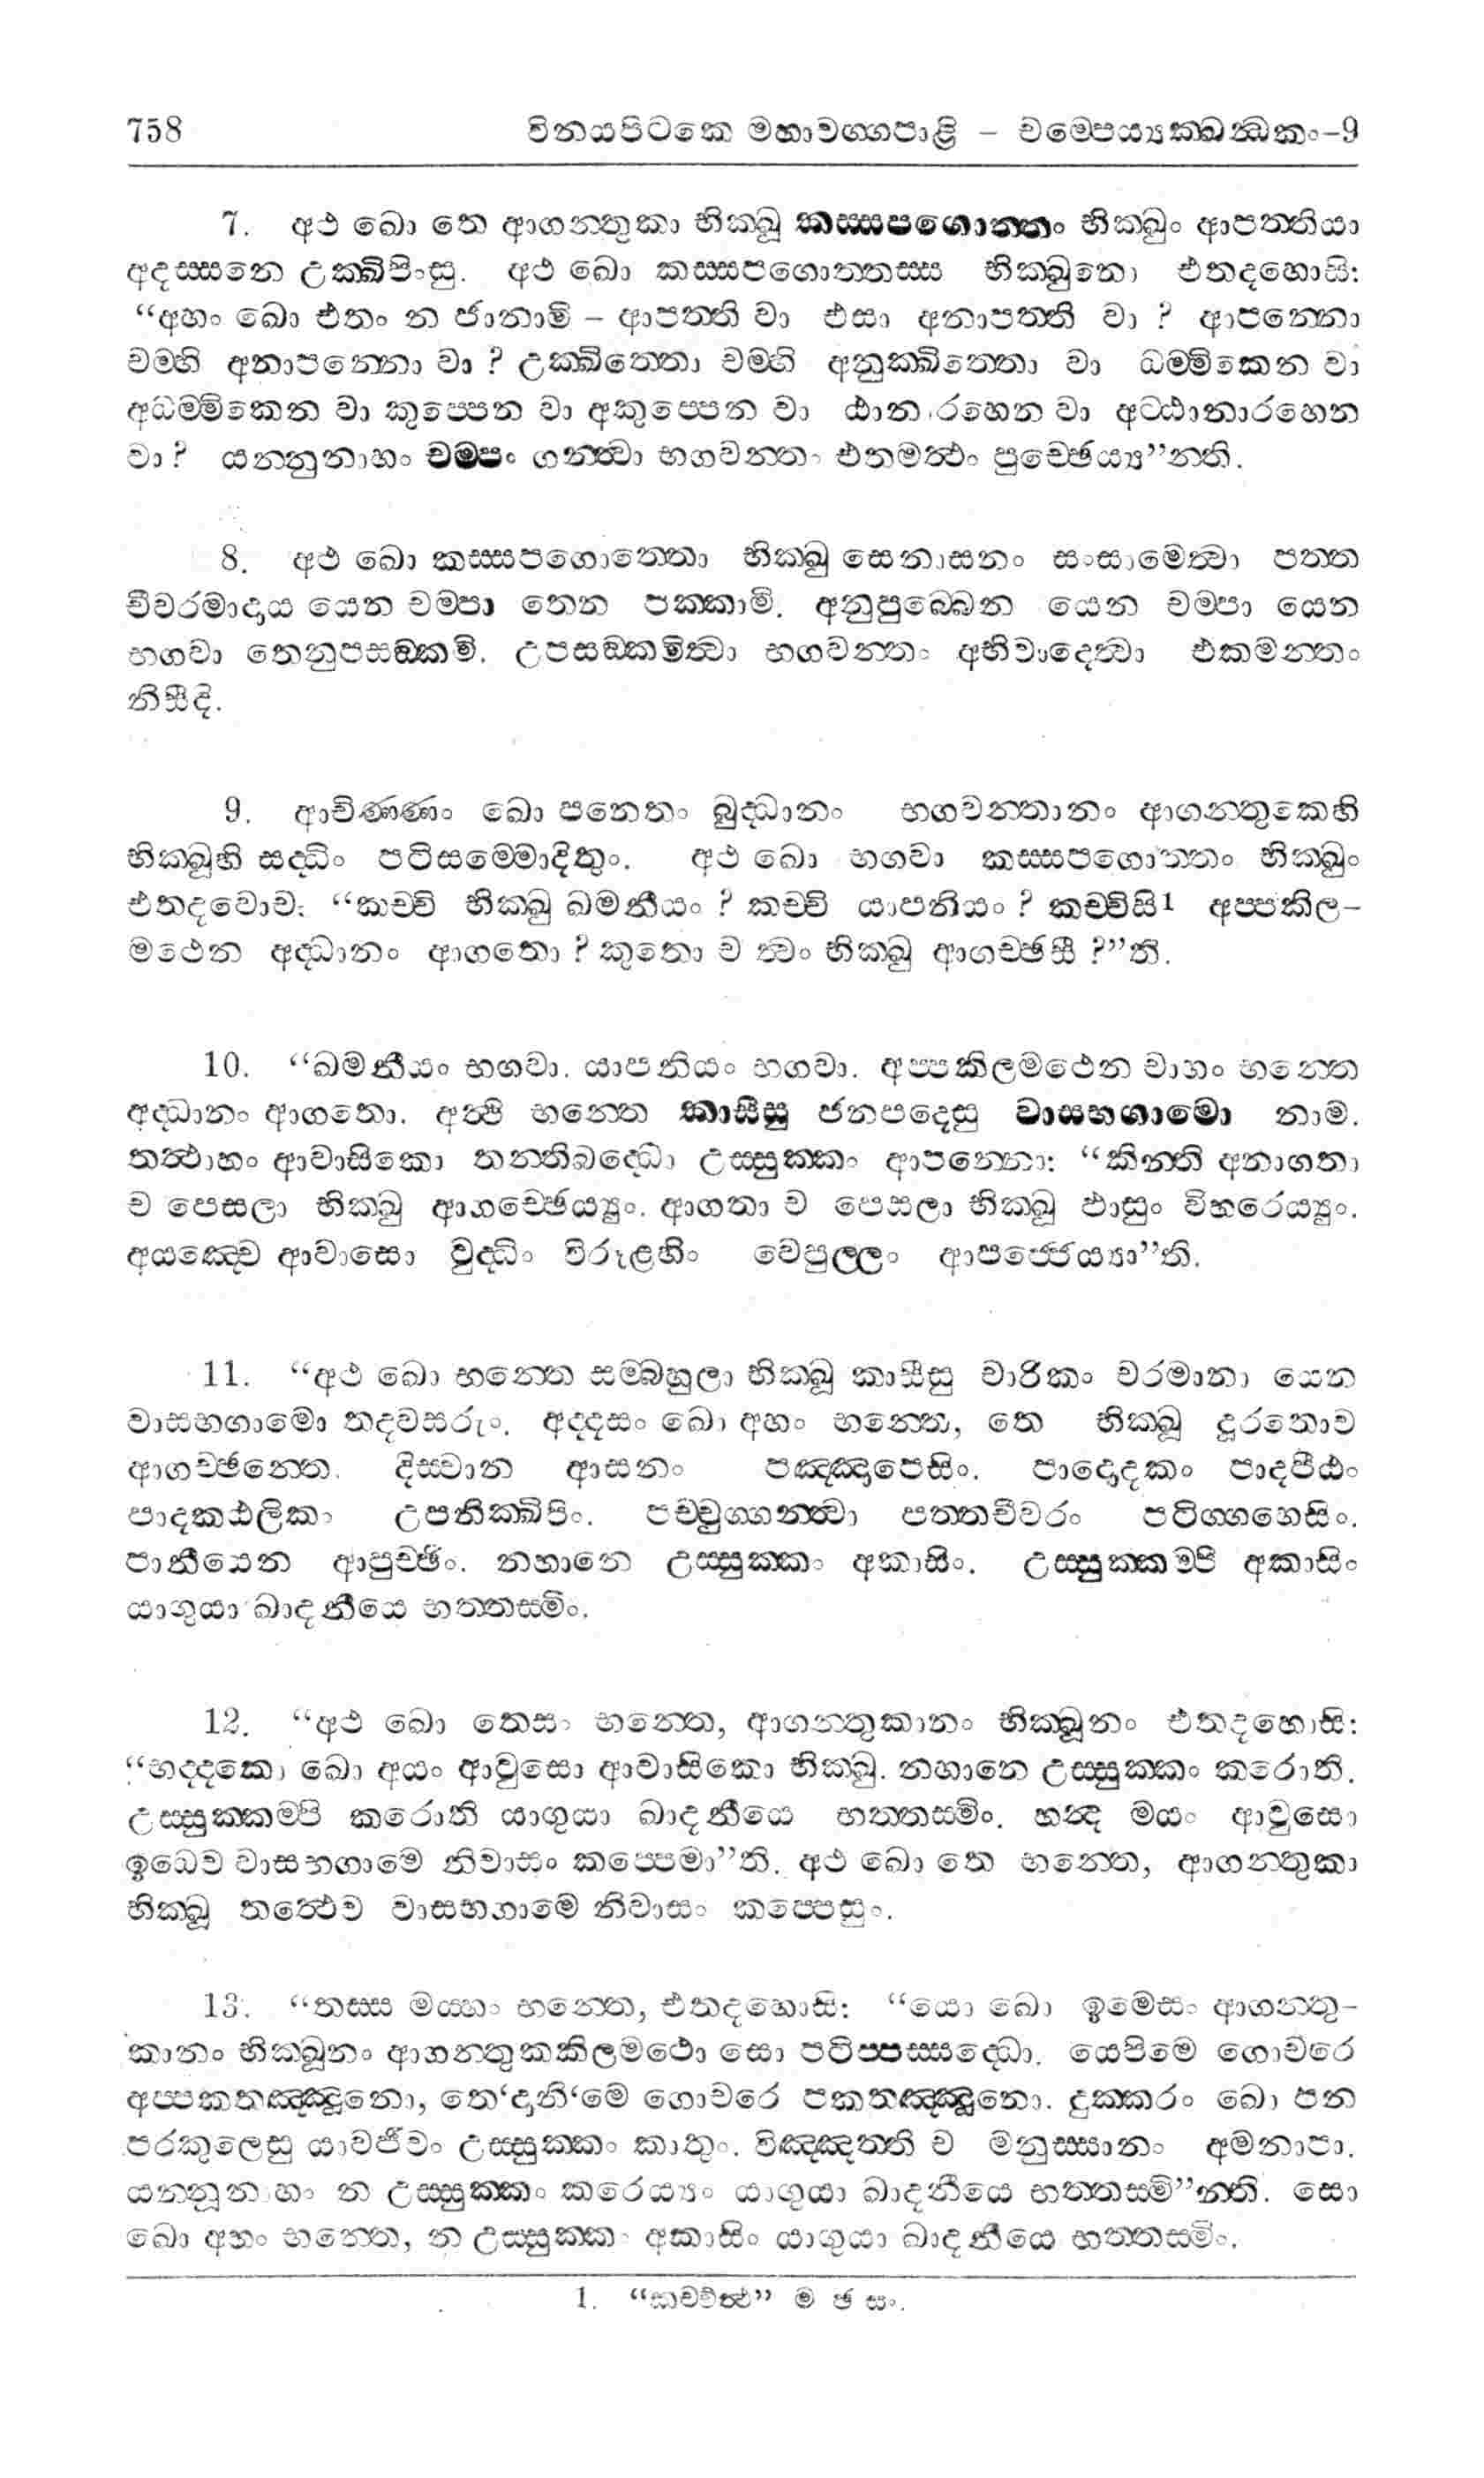 758 විනයපිටකෙ මහාවග්ගපාළි – චම්පෙය්‍යක්ඛන්ධකං–9
7. අථ ඛො තෙ ආගන්තුකා භික්ඛූ කස්සපගොත්තං භික්ඛුං ආපත්තියා
අදස්සනෙ උක්ඛිපිංසු. අථ ඛො කස්සපගොත්තස්ස භික්ඛුනො එතදහොසි:
“අහං ඛො එතං න ජානාමි – ආපත්ති වා එසා අනාපත්ති වා ? ආපන්නො
චම්හි අනාපන්නො වා ? උක්ඛිත්තො චම්හි අනුක්ඛිත්තො වා ධම්මිකෙන වා
අධම්මිකෙන වා කුප්පෙන වා අකුප්පෙන වා ඨානාරහෙන වා අට්ඨානාරහෙන
වා ? යන්නුනාහං චම්පං ගන්ත්‍වා භගවන්තං එතමත්ථං පුච්ඡෙය්‍ය”න්ති.
8. අථ ඛො කස්සපගොත්තො භික්ඛු සෙනාසනං සංසාමෙත්‍වා පත්ත
චීවරමාදාය යෙන චම්පා තෙන පක්කාමි. අනුපුබ්බෙන යෙන චම්පා යෙන
භගවා තෙනුපසඞ්කමි. උපසඞ්කමිත්‍වා භගවන්තං අභිවාදෙත්‍වා එකමන්තං
නිසීදි.
9. ආචිණ්ණං ඛො පනෙතං බුද්ධානං භගවන්තානං ආගන්තුකෙහි
භික්ඛූහි සද්ධිං පටිසම්මොදිතුං. අථ ඛො භගවා කස්සපගොත්තං භික්ඛුං
එතදවොච: “කච්චි භික්ඛු ඛමනීයං ? කච්චි යාපනියං ? කච්චිසි1 අප්පකිල–
මථෙන අද්ධානං ආගතො ? කුතො ච ත්‍වං භික්ඛු ආගච්ඡසී ?”ති.
10. “ඛමනීයං භගවා. යාපනියං භගවා. අප්පකිලමථෙන චාහං භන්තෙ
අද්ධානං ආගතො. අත්ථි භන්තෙ කාසීසු ජනපදෙසු වාසභගාමො නාම.
තත්ථාහං ආවාසිකො තන්තිබද්ධො උස්සුක්කං ආපන්නො: “කින්ති අනාගතා
ච පෙසලා භික්ඛු ආගච්ඡෙය්‍යුං. ආගතා ච පෙසලා භික්ඛූ ඵාසුං විහරෙය්‍යුං.
අයඤ්චෙව ආවාසො වුද්ධිං විරූළ්හිං වෙපුල්ලං ආපජ්ජෙය්‍යා”ති.
11. “අථ ඛො භන්තෙ සම්බහුලා භික්ඛූ කාසීසු චාරිකං චරමානා යෙන
වාසභගාමො තදවසරුං. අද්දසං ඛො අහං භන්තෙ, තෙ භික්ඛූ දූරතොව
ආගච්ඡන්තෙ. දිස්වාන ආසනං පඤ්ඤාපෙසිං. පාදොදකං පාදපීඨං
පාදකඨලිකං උපනික්ඛිපිං. පච්චුග්ගන්ත්‍වා පත්තචීවරං පටිග්ගහෙසිං.
පානීයෙන ආපුච්ඡිං. නහානෙ උස්සුක්කං අකාසිං. උස්සුක්කම්පි අකාසිං
යාගුයා ඛාදනීයෙ භත්තස්මිං.
12. “අථ ඛො තෙසං භන්තෙ, ආගන්තුකානං භික්ඛූනං එතදහොසි:
“භද්දකො ඛො අයං ආවුසො ආවාසිකො භික්ඛු. නහානෙ උස්සුක්කං කරොති.
උස්සුක්කම්පි කරොති යාගුයා ඛාදනීයෙ භත්තස්මිං. හන්ද මයං ආවුසො
ඉධෙව වාසභගාමෙ නිවාසං කප්පෙමා”ති. අථ ඛො තෙ භන්තෙ, ආගන්තුකා
භික්ඛූ තත්ථෙව වාසභගාමෙ නිවාසං කප්පෙසුං.
13. “තස්ස මය්හං භන්තෙ, එතදහොසි: “යො ඛො ඉමෙසං ආගන්තු–
කානං භික්ඛූනං ආගන්තුකකිලමථො සො පටිප්පස්සද්ධො. යෙපිමෙ ගොචරෙ
අප්පකතඤ්ඤුනො, තෙ‘දානි‘මෙ ගොචරෙ පකතඤ්ඤුනො. දුක්කරං ඛො පන
පරකුලෙසු යාවජීවං උස්සුක්කං කාතුං. විඤ්ඤත්ති ච මනුස්සානං අමනාපා.
යන්නූනාහං න උස්සුක්කං කරෙය්‍යං යාගුයා ඛාදනීයෙ භත්තස්මි”න්ති. සො
ඛො අහං භන්තෙ, න උස්සුක්කං අකාසිං යාගුයා ඛාදනීයෙ භත්තස්මිං.
1. “කච්චිත්ථ” ම ඡ සං.